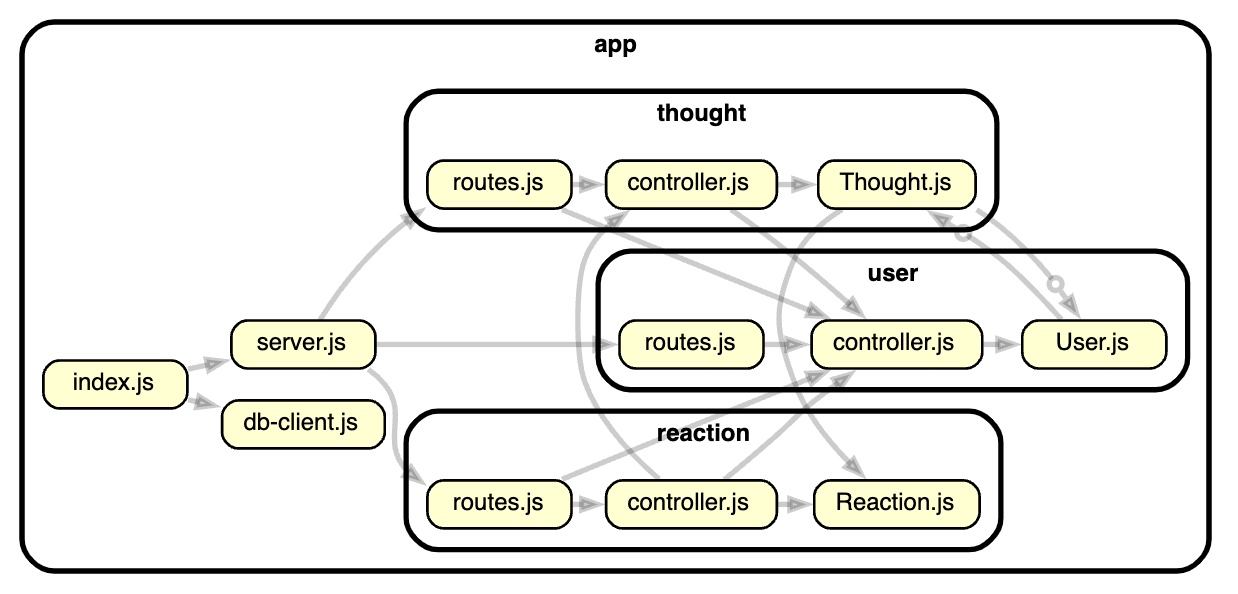 app
thought
routes.js
controller.js
Thought.js
user
server.js
routes.js
controller.js
User.js
index.js
db-client.js
reaction
routes.js
controller.js
Reaction.js